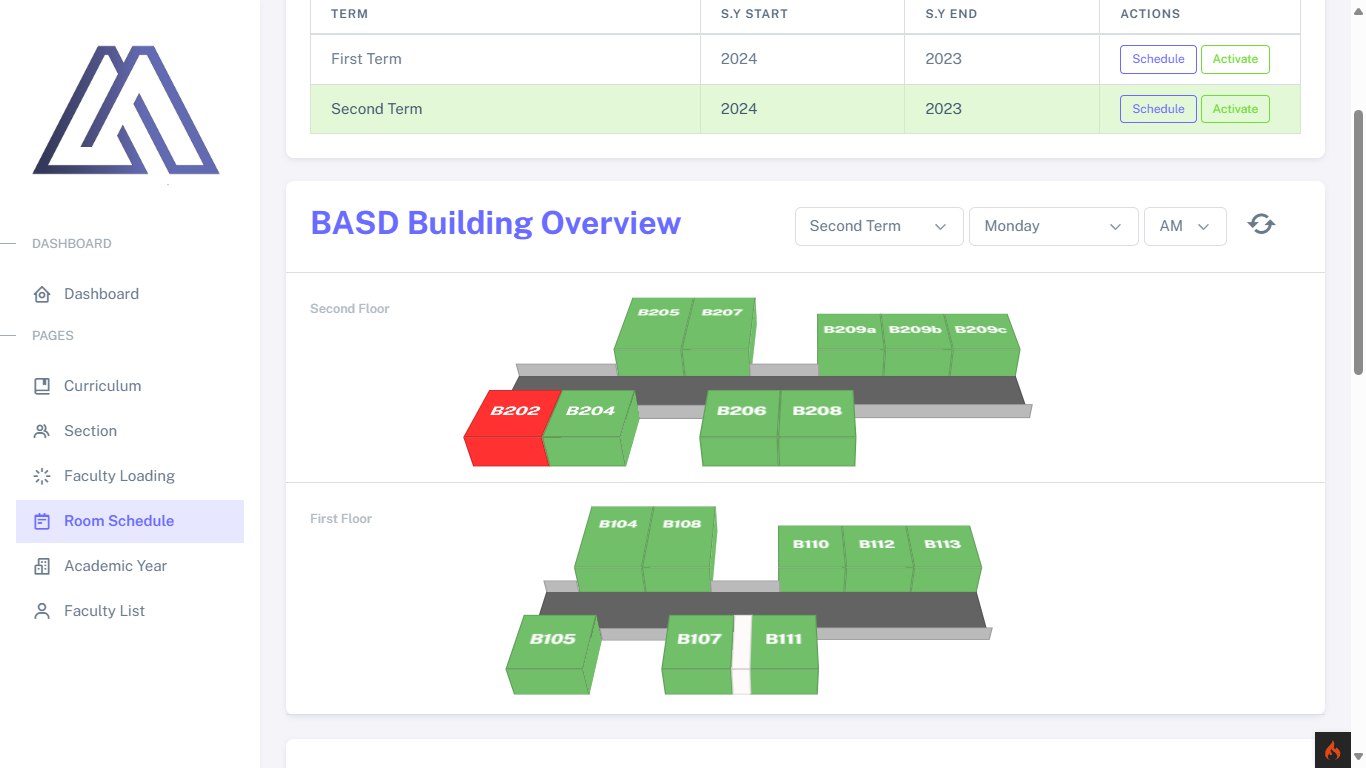 TERM S.Y START S.Y END ACTIONS
First Term 2024 2023 Schedule Activate
Second Term 2024 2023 Schedule Activate
BASD Building Overview Second Term Monday AM
DASHBOARD
Dashboard
PAGES
Curriculum
Section
Faculty Loading
Room Schedule
Academic Year
Faculty List
Second Floor
B205 B207
B209a B209b B209c
B202 B204 B206 B208
First Floor
B104 B108
B110 B112 B113
B105 B107 B111